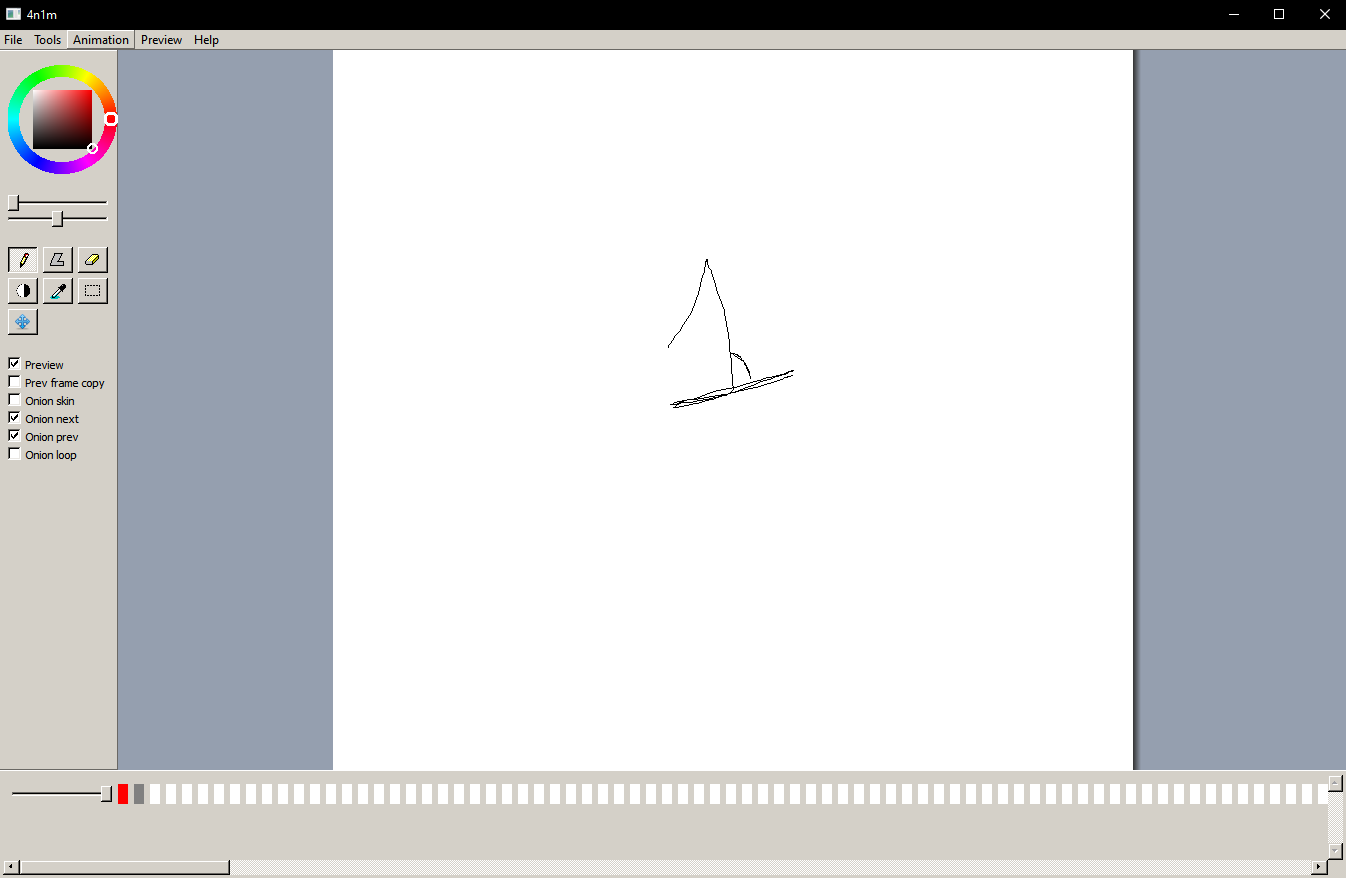 4n1m
File Tools Animation Preview Help
Preview
Prev frame copy
Onion skin
Onion next
Onion prev
Onion loop